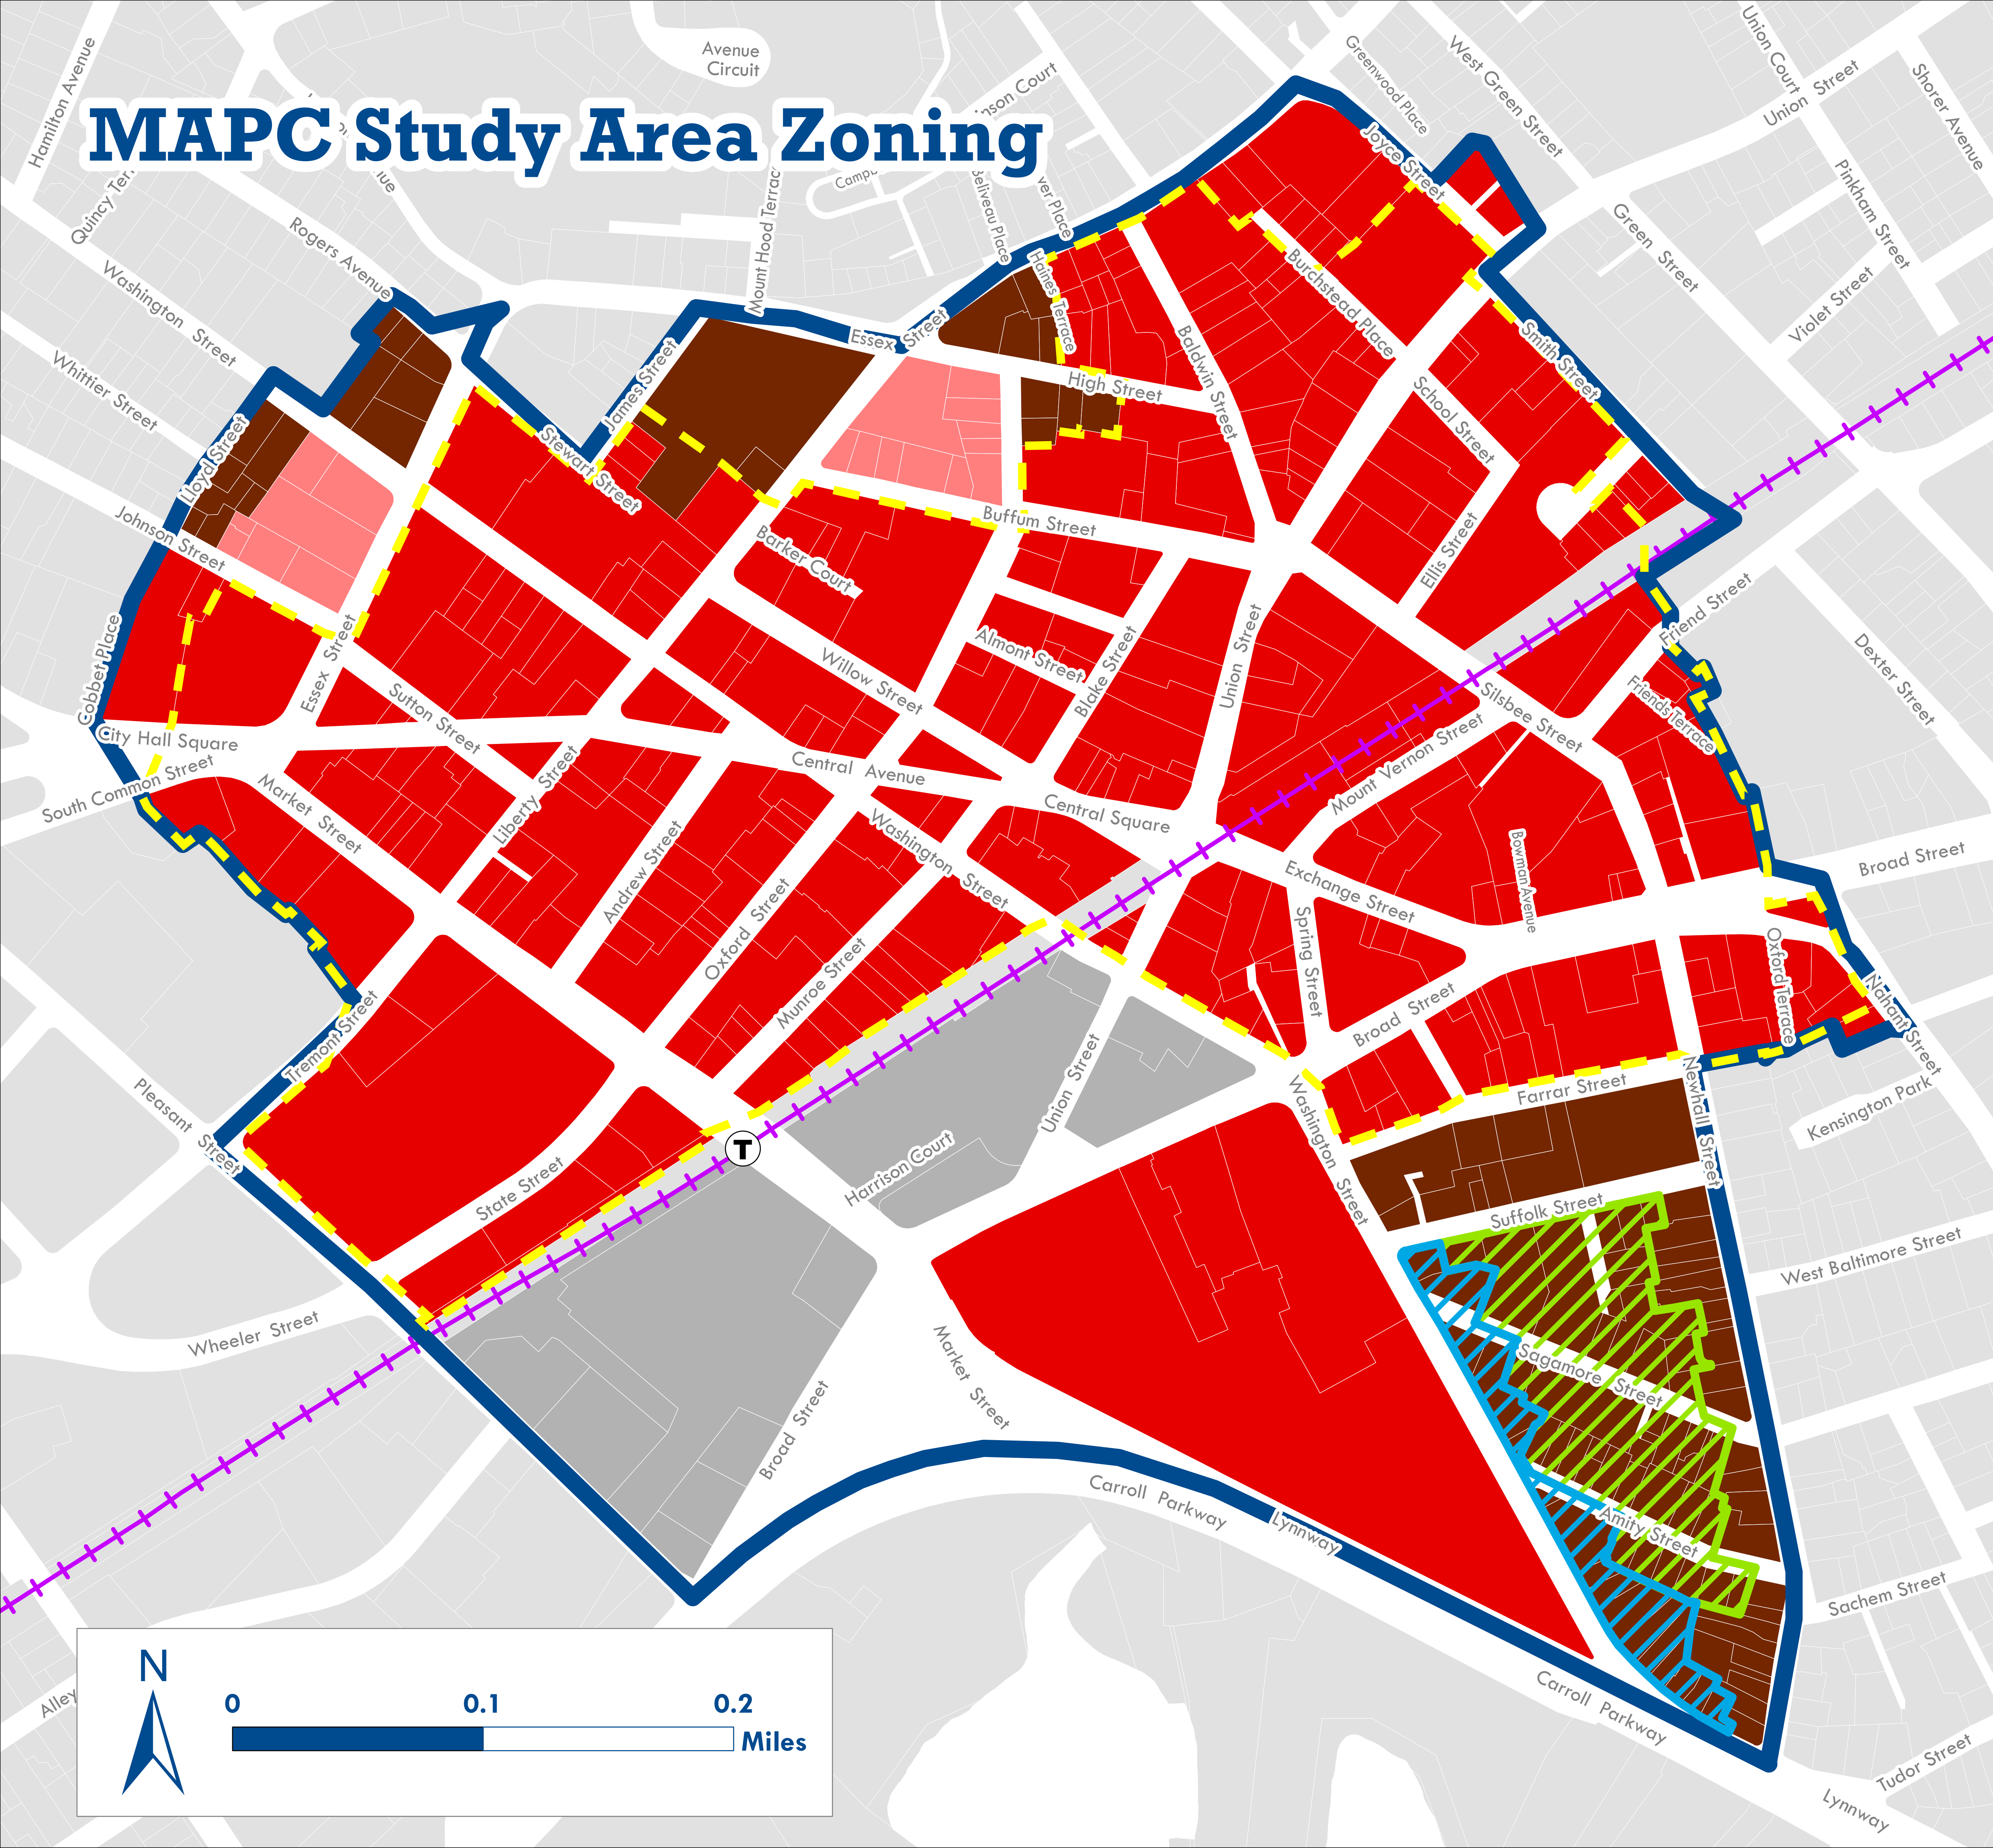 MAPC Study Area Zoning
Avenue
Circuit
Hamilton Avenue
Greenwood Place
West Green Street
Union Court
Union Street
Shorer Avenue
Joyce Street
Pinkham Street
Rogers Avenue
Mount Hood Terrac
Beliveau Place
ver Place
nson Court
Quincy Ter
Camp
Green Street
Washington Street
Haines Terrace
Burchstead Place
Violet Street
Essex Street
Whittier Street
James Street
High Street
Baldwin Street
Smith Street
School Street
Lloyd Street
Stewart Street
Johnson Street
Buffum Street
Barker Court
Ellis Street
Friend Street
Cobbet Place
Essex Street
Almont Street
Blake Street
Union Street
Dexter Street
Willow Street
Sutton Street
Silsbee Street
Friends Terrace
City Hall Square
South Common Street
Mount Vernon Street
Central Avenue
Central Square
Liberty Street
Market Street
Washington Street
Andrew Street
Exchange Street
Bowman Avenue
Broad Street
Oxford Street
Spring Street
Munroe Street
Oxford Terrace
Broad Street
Nahant Street
Tremont Street
Union Street
Farrar Street
Pleasant Street
Newhall Street
Kensington Park
T
Washington Street
Harrison Court
State Street
Suffolk Street
West Baltimore Street
Wheeler Street
Market Street
Sagamore Street
Broad Street
Carroll Parkway
Lynnway
Amity Street
Sachem Street
N
0 0.1 0.2
Miles
Alley
Carroll Parkway
Tudor Street
Lynnway